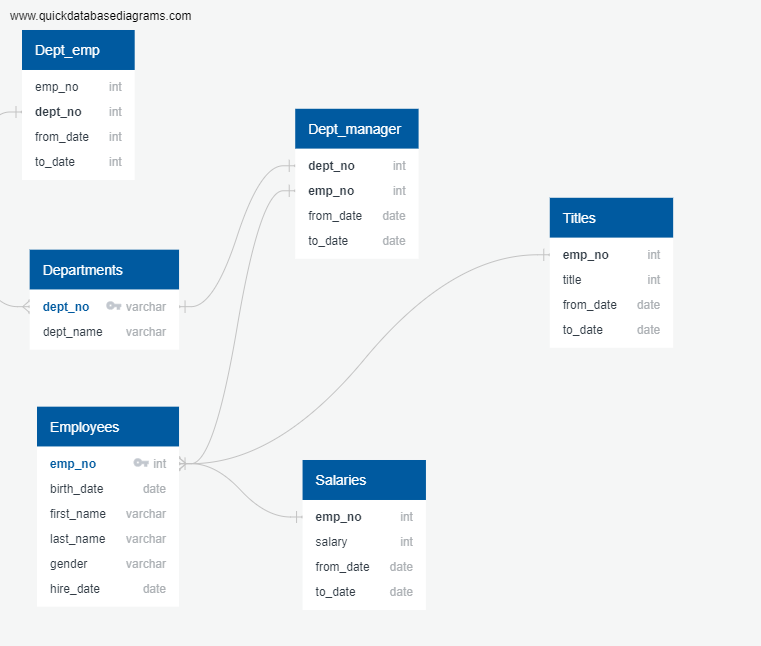 www.quickdatabasediagrams.com
Dept_emp
emp_no int
dept_no int
from_date int
to_date int
Dept_manager
dept_no int
emp_no int
from_date date
to_date date
Titles
emp_no int
title int
from_date date
to_date date
Departments
dept_no varchar
dept_name varchar
Employees
emp_no int
birth_date date
first_name varchar
last_name varchar
gender varchar
hire_date date
Salaries
emp_no int
salary int
from_date date
to_date date